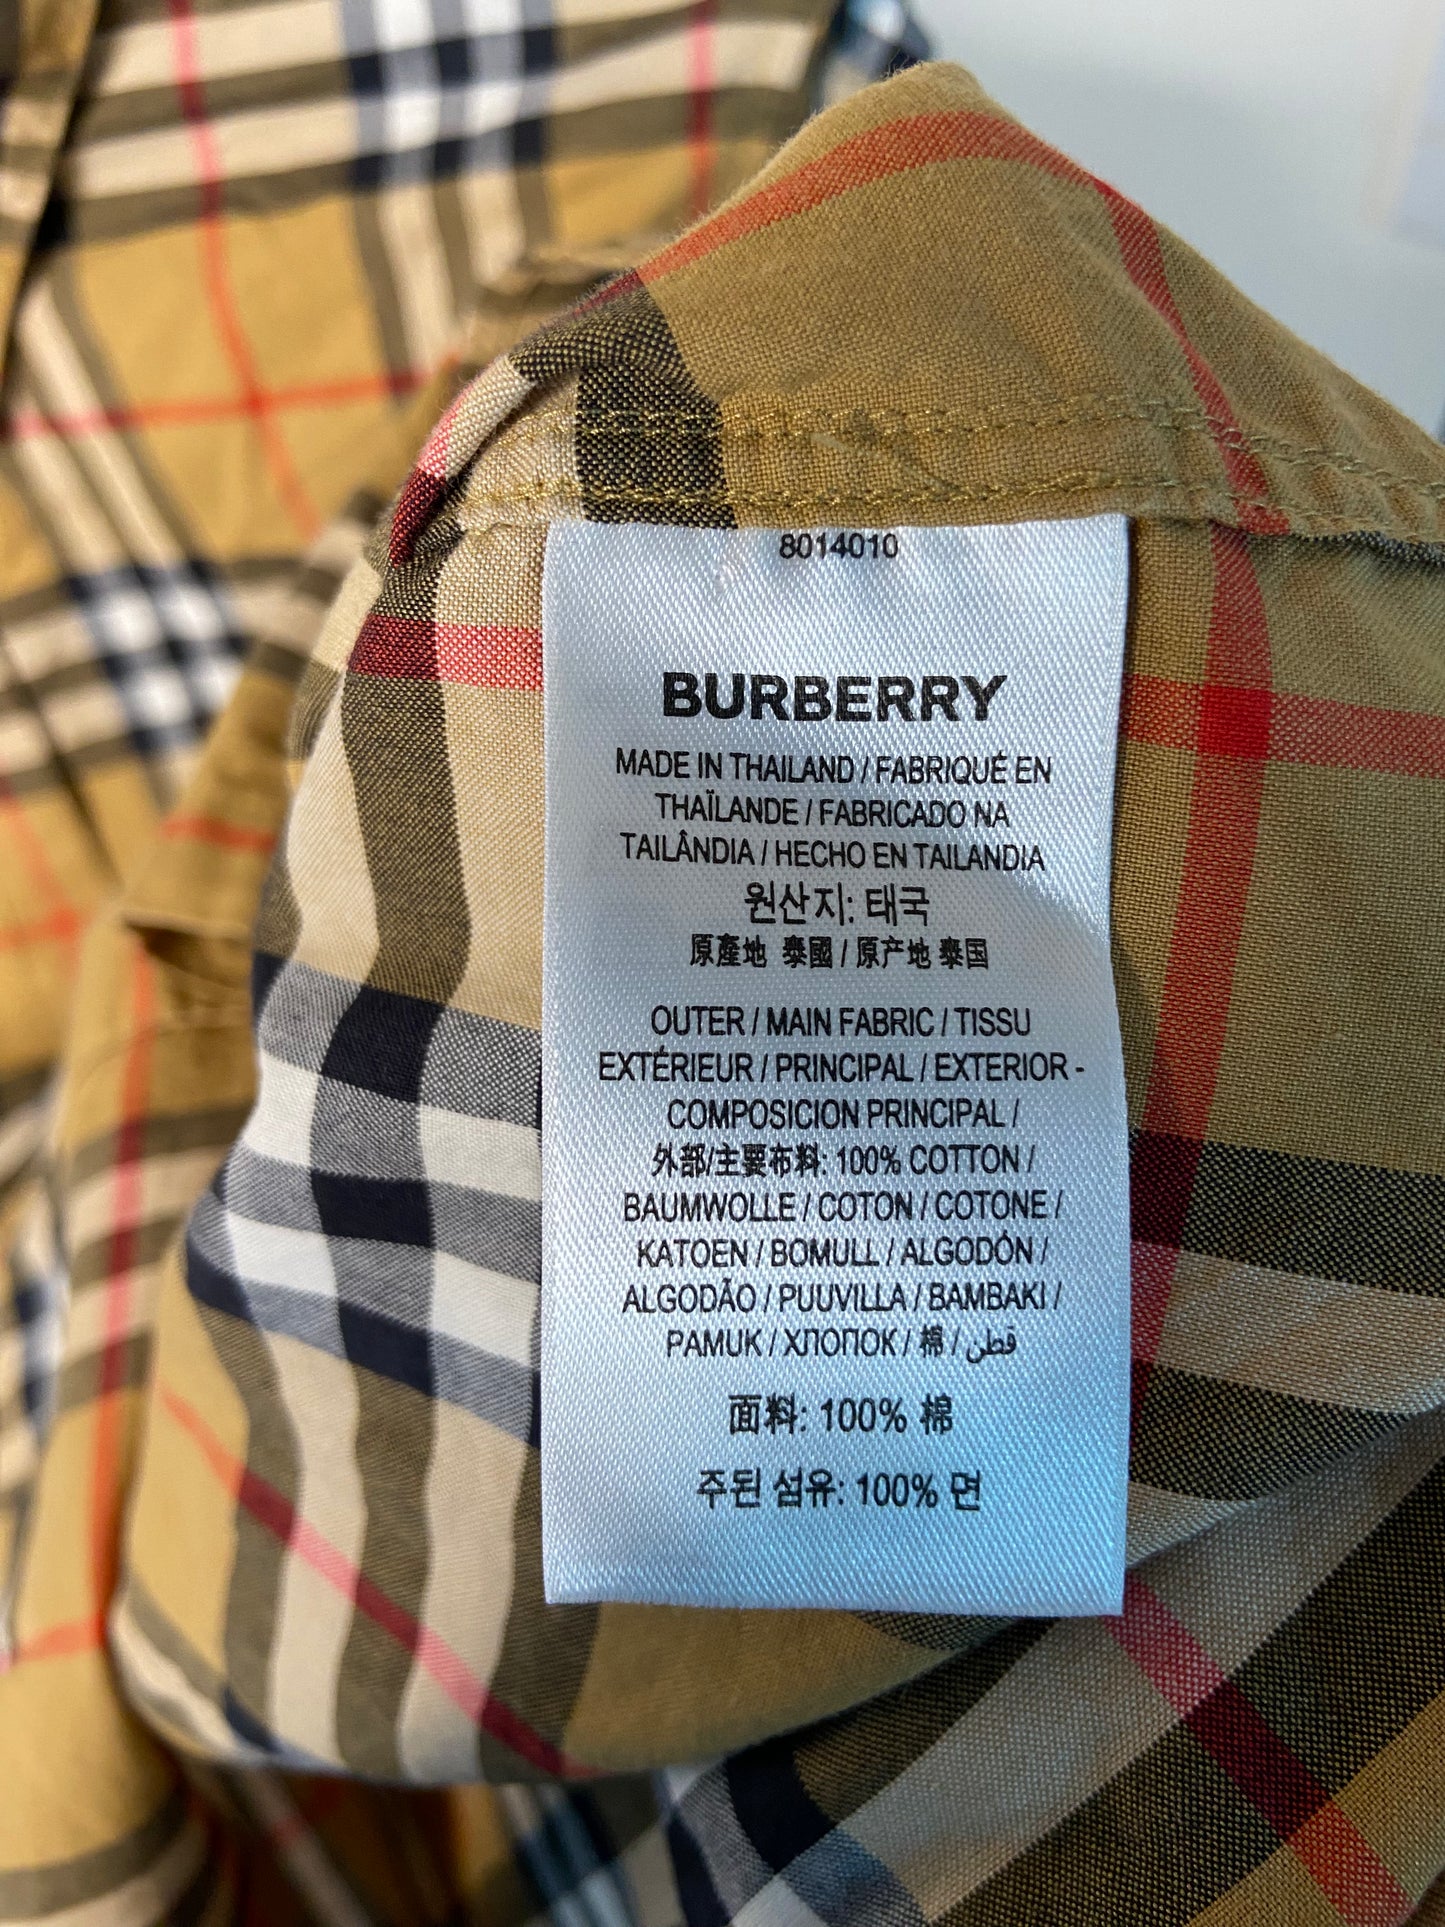 8014010
BURBERRY
MADE IN THAILAND / FABRIQUÉ EN
THAÏLANDE / FABRICADO NA
TAILÂNDIA / HECHO EN TAILANDIA
원산지: 태국
原產地 泰國 / 原产地 泰国
OUTER / MAIN FABRIC / TISSU
EXTÉRIEUR / PRINCIPAL / EXTERIOR -
COMPOSICION PRINCIPAL /
外部/主要布料: 100% COTTON /
BAUMWOLLE / COTON / COTONE /
KATOEN / BOMULL / ALGODÓN /
ALGODÃO / PUUVILLA / BAMBAKI /
PAMUK / ХЛОПОК / 棉 / قطن
面料: 100% 棉
주된 섬유: 100% 면